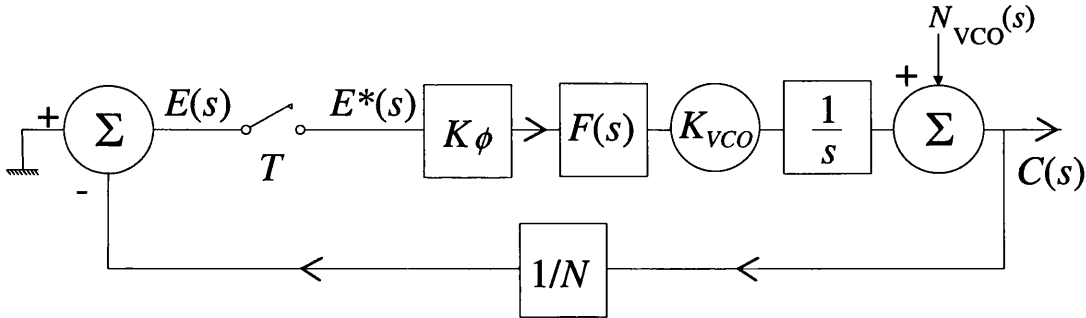 N_VCO(s)
+
+
E(s)
E*(s)
Σ
K_ϕ
F(s)
K_VCO
1/s
Σ
T
C(s)
-
1/N